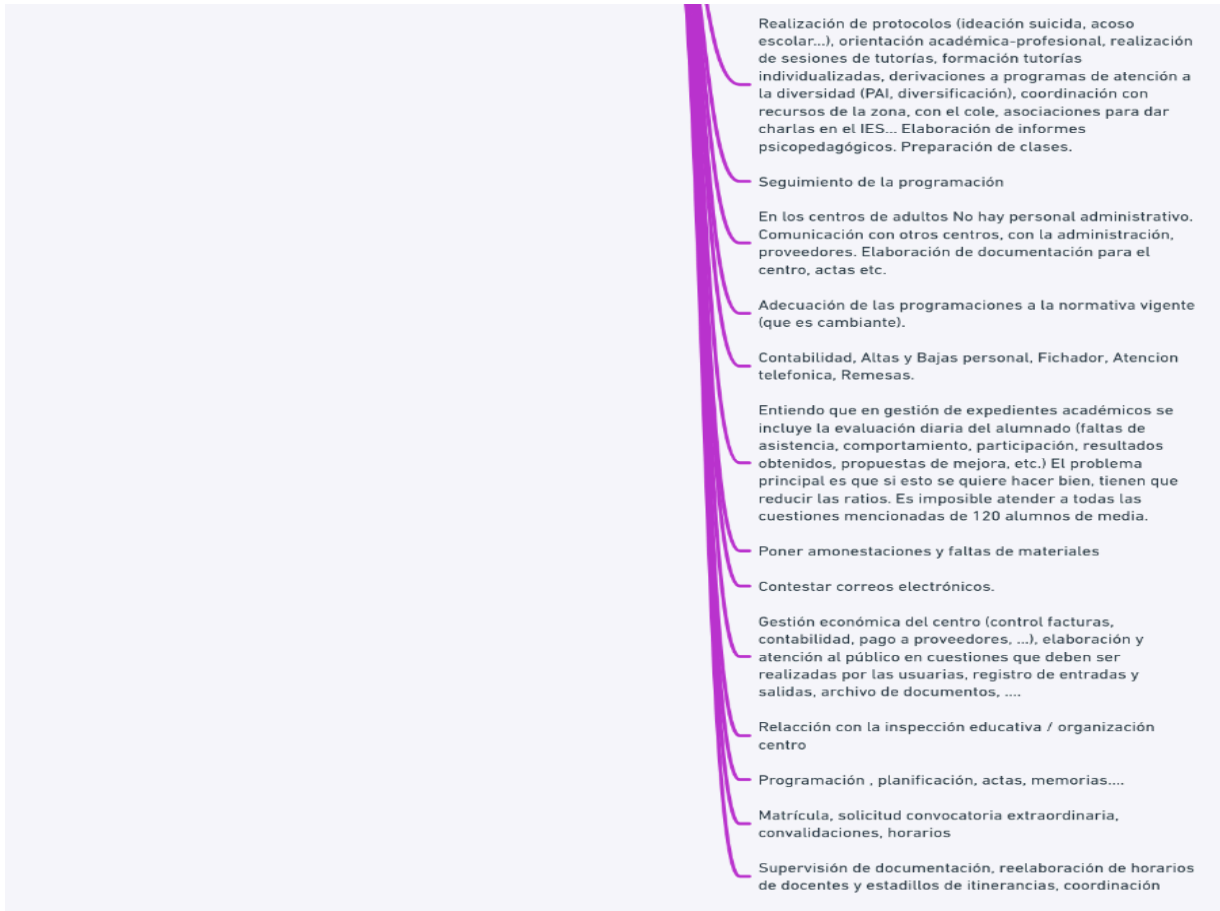 Realización de protocolos (ideación suicida, acoso
escolar...), orientación académica-profesional, realización
de sesiones de tutorías, formación tutorías
individualizadas, derivaciones a programas de atención a
la diversidad (PAI, diversificación), coordinación con
recursos de la zona, con el cole, asociaciones para dar
charlas en el IES... Elaboración de informes
psicopedagógicos. Preparación de clases.
Seguimiento de la programación
En los centros de adultos No hay personal administrativo.
Comunicación con otros centros, con la administración,
proveedores. Elaboración de documentación para el
centro, actas etc.
Adecuación de las programaciones a la normativa vigente
(que es cambiante).
Contabilidad, Altas y Bajas personal, Fichador, Atencion
telefonica, Remesas.
Entiendo que en gestión de expedientes académicos se
incluye la evaluación diaria del alumnado (faltas de
asistencia, comportamiento, participación, resultados
obtenidos, propuestas de mejora, etc.) El problema
principal es que si esto se quiere hacer bien, tienen que
reducir las ratios. Es imposible atender a todas las
cuestiones mencionadas de 120 alumnos de media.
Poner amonestaciones y faltas de materiales
Contestar correos electrónicos.
Gestión económica del centro (control facturas,
contabilidad, pago a proveedores, ...), elaboración y
atención al público en cuestiones que deben ser
realizadas por las usuarias, registro de entradas y
salidas, archivo de documentos, ....
Relacción con la inspección educativa / organización
centro
Programación , planificación, actas, memorias....
Matrícula, solicitud convocatoria extraordinaria,
convalidaciones, horarios
Supervisión de documentación, reelaboración de horarios
de docentes y estadillos de itinerancias, coordinación